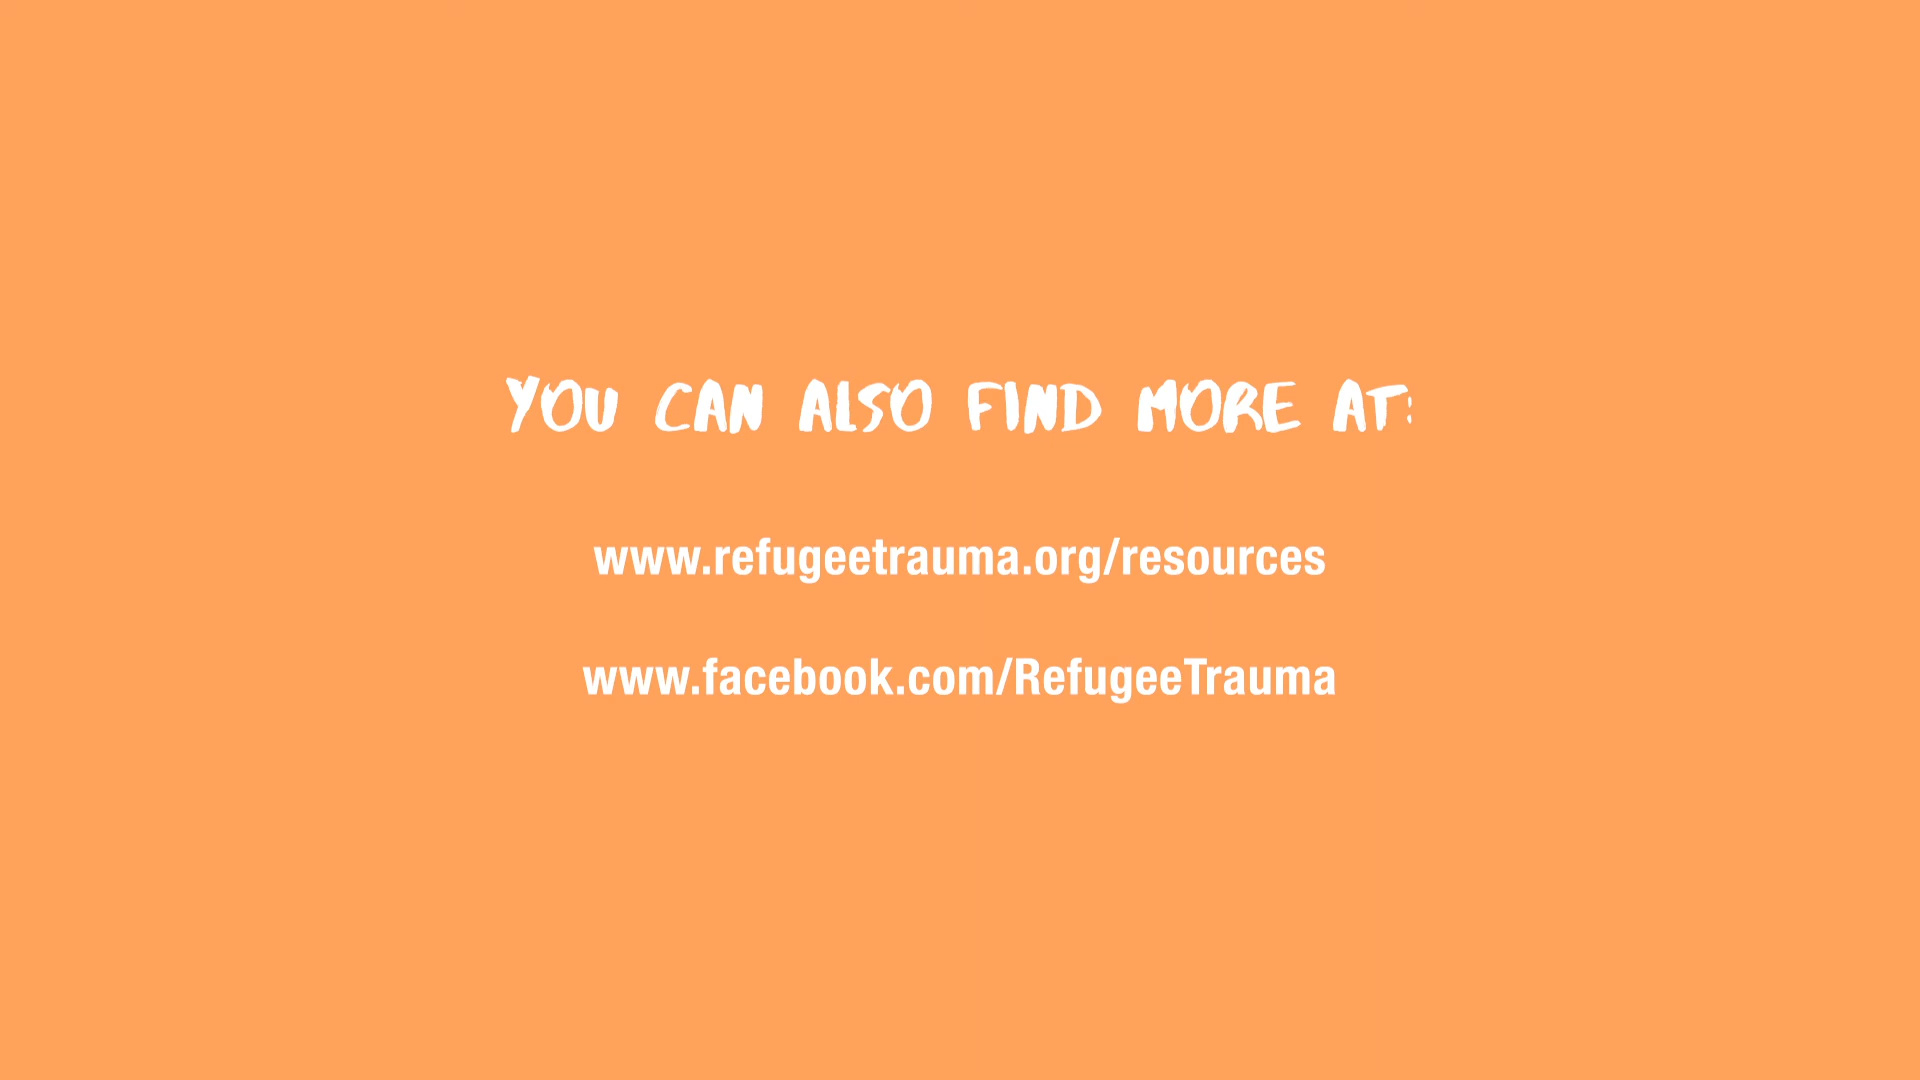 YOU CAN ALSO FIND MORE AT:
www.refugeetrauma.org/resources
www.facebook.com/RefugeeTrauma